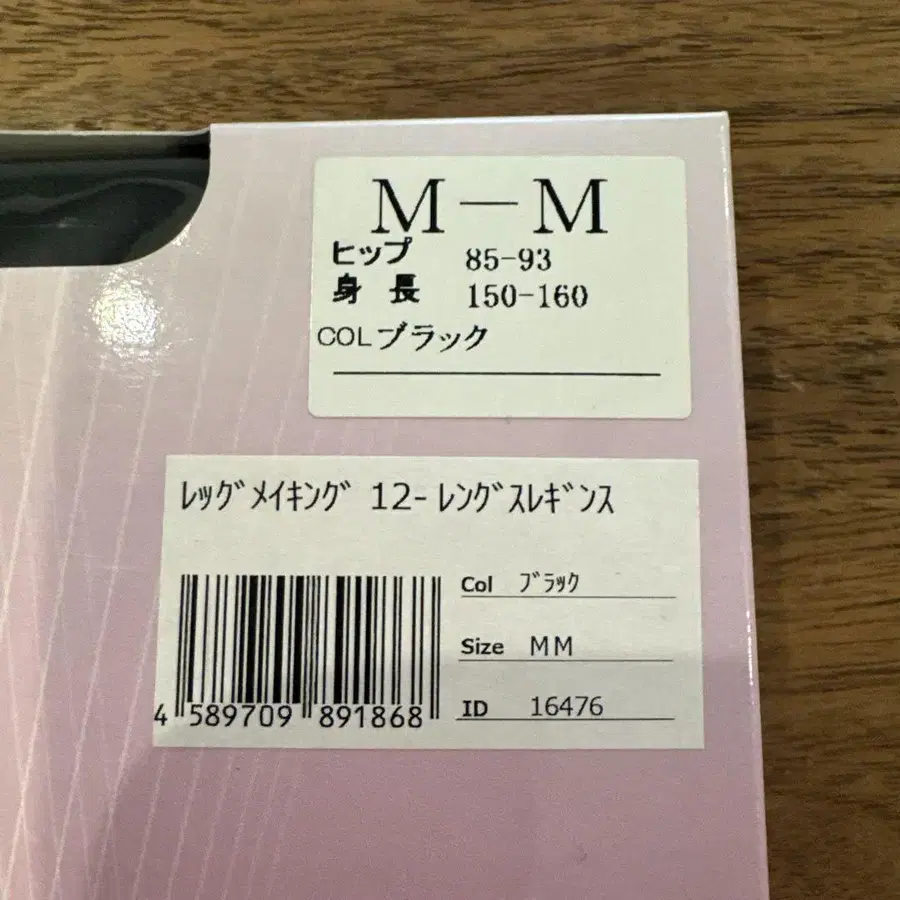 M－M
ヒップ 85-93
身 長 150-160
COLブラック
ﾚｯｸﾞﾒｲｷﾝｸﾞ 12-ﾚﾝｸﾞｽﾚｷﾞﾝｽ
Col ﾌﾞﾗｯｸ
Size MM
ID 16476
4 589709 891868